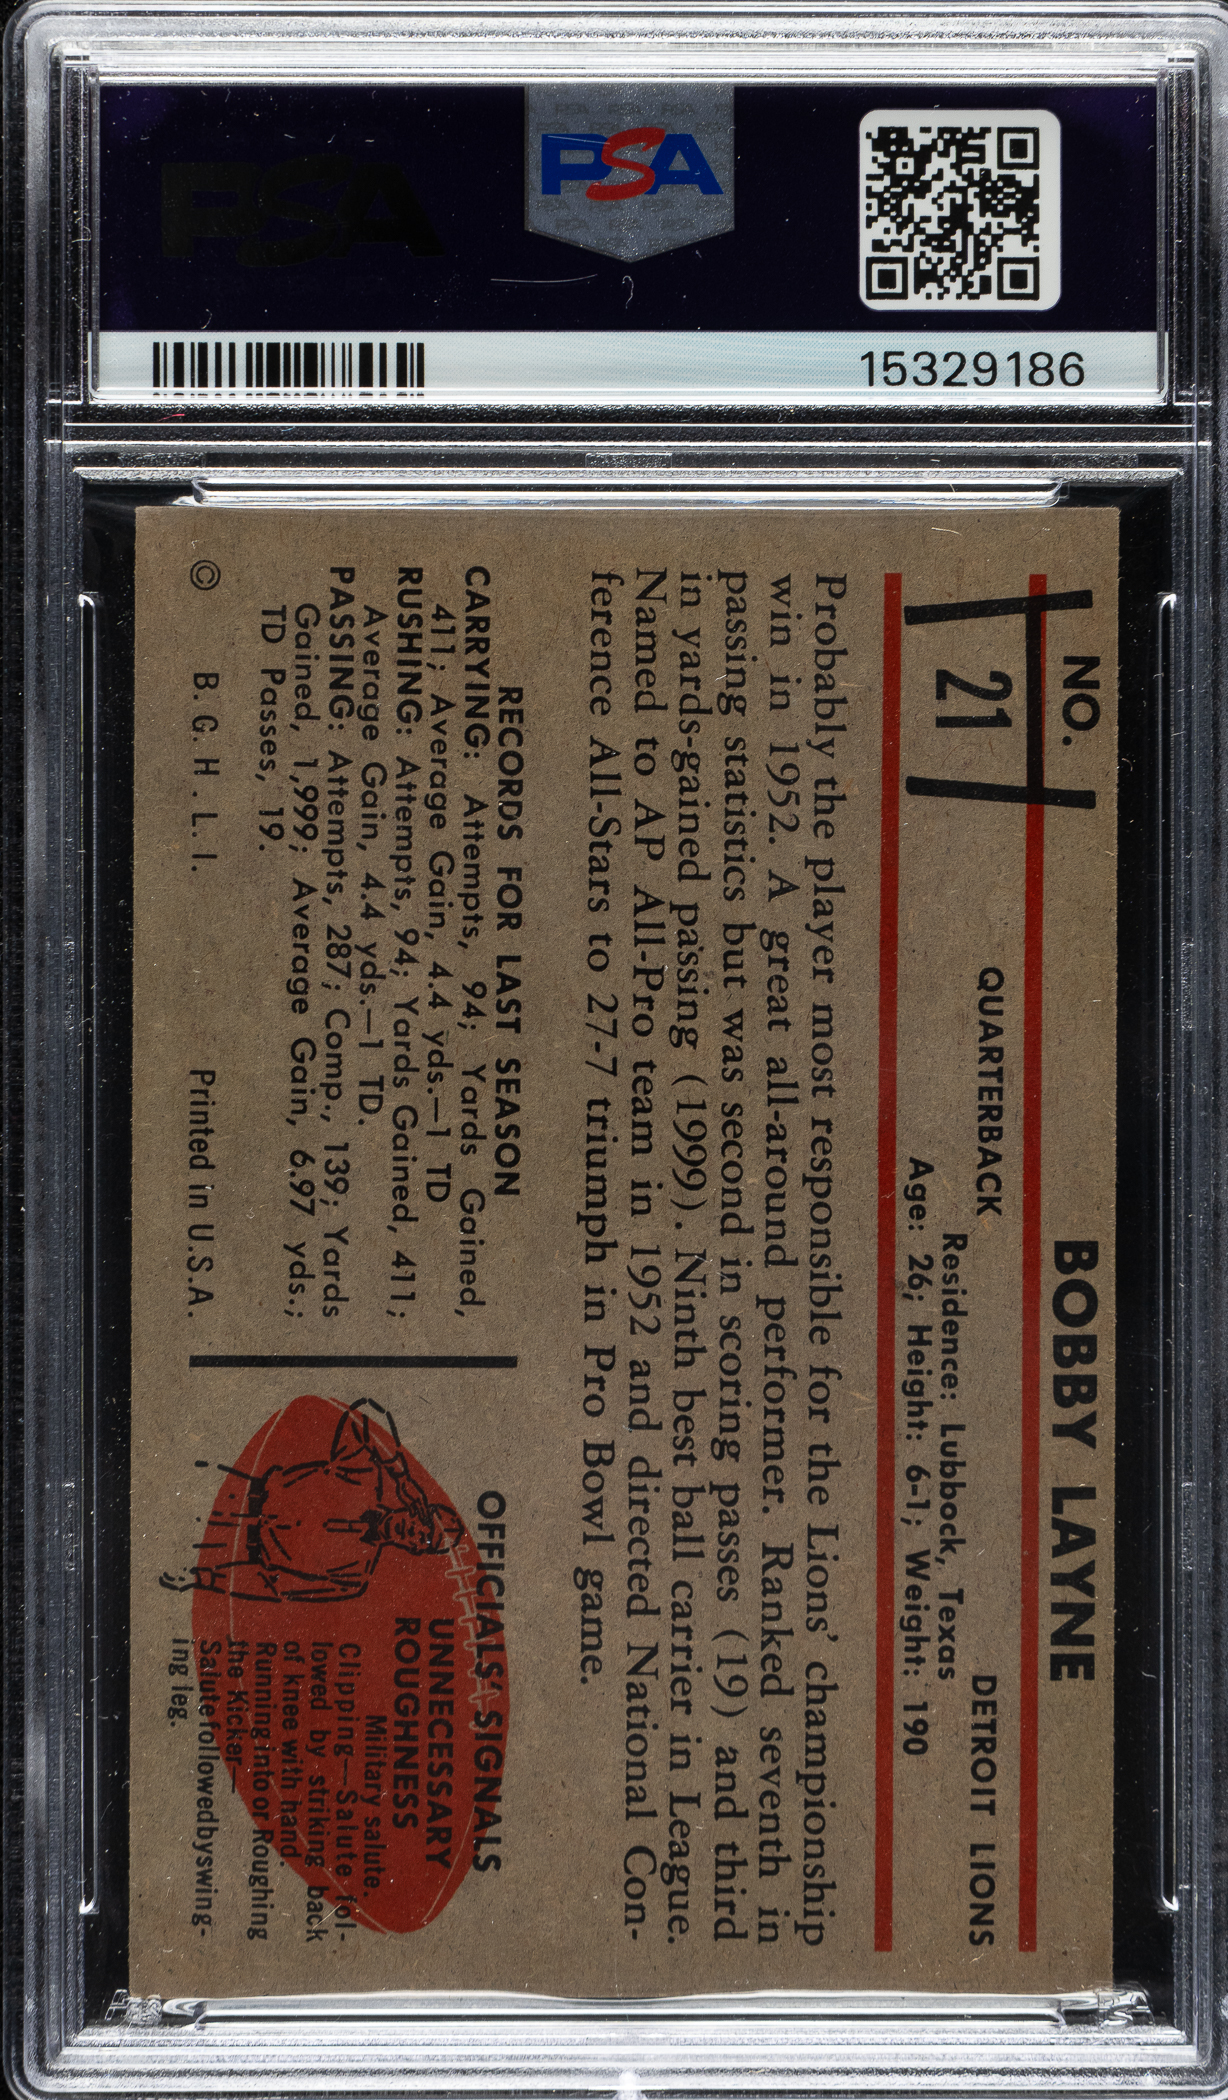 PSA
PSA
15329186
NO.
21
BOBBY LAYNE
QUARTERBACK
DETROIT LIONS
Residence: Lubbock, Texas
Age: 26; Height: 6-1; Weight: 190
Probably the player most responsible for the Lions' championship
win in 1952. A great all-around performer. Ranked seventh in
passing statistics but was second in scoring passes (19) and third
in yards-gained passing (1999). Ninth best ball carrier in League.
Named to AP All-Pro team in 1952 and directed National Con-
ference All-Stars to 27-7 triumph in Pro Bowl game.
RECORDS FOR LAST SEASON
CARRYING: Attempts, 94; Yards Gained,
411; Average Gain, 4.4 yds.—1 TD
RUSHING: Attempts, 94; Yards Gained, 411;
Average Gain, 4.4 yds.—1 TD.
PASSING: Attempts, 287; Comp., 139; Yards
Gained, 1,999; Average Gain, 6.97 yds.;
TD Passes, 19.
© B. G. H. L. I. Printed in U.S.A.
OFFICIALS' SIGNALS
UNNECESSARY
ROUGHNESS
Military salute.
Clipping—Salute fol-
lowed by striking back
of knee with hand.
Running into or Roughing
the Kicker—
Salute followed by swing-
ing leg.